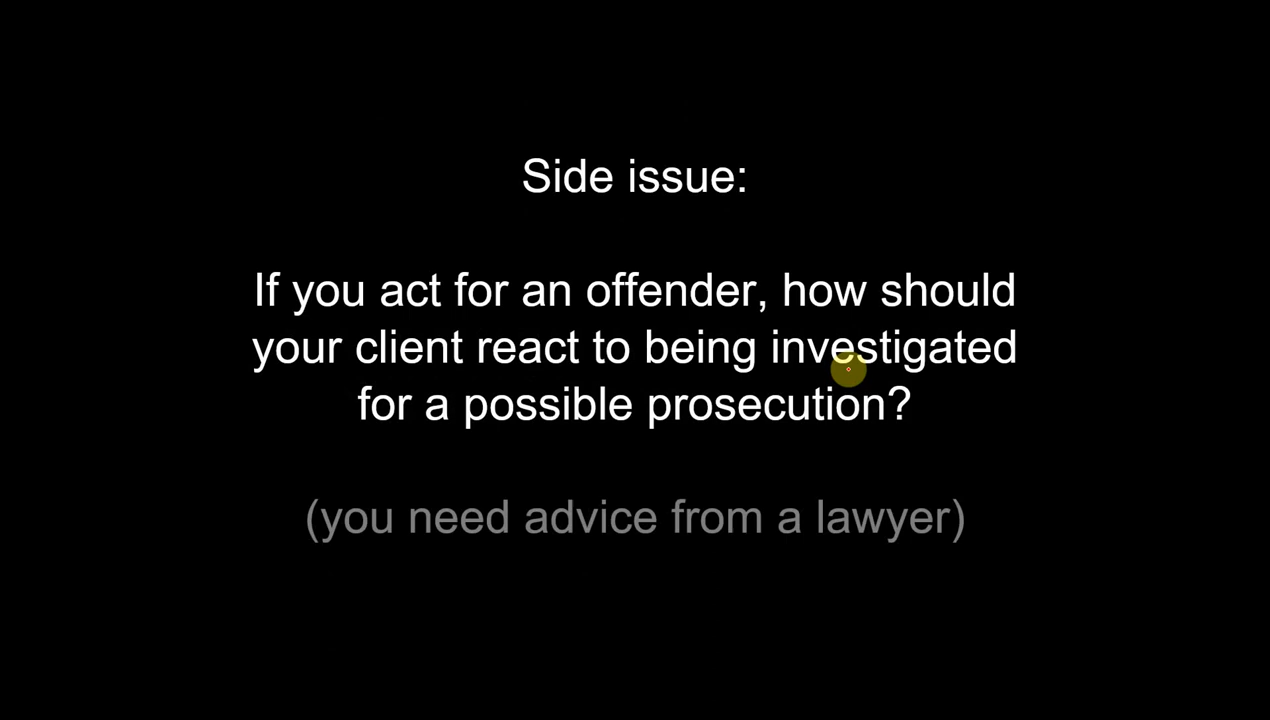 Side issue:
If you act for an offender, how should
your client react to being investigated
for a possible prosecution?
(you need advice from a lawyer)